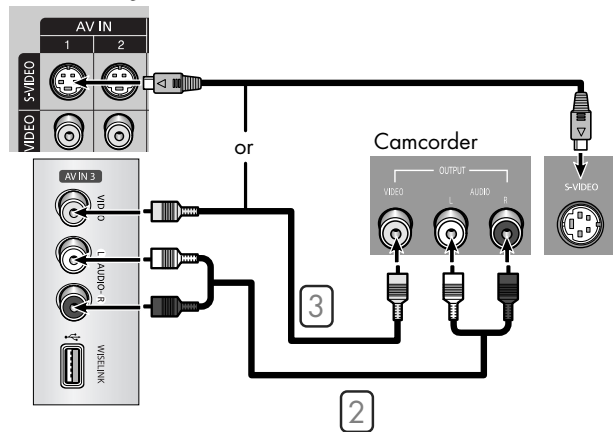 AV IN
1 2
S-VIDEO
VIDEO
or
Camcorder
OUTPUT
VIDEO
AUDIO
L
R
S-VIDEO
AV IN 3
VIDEO
L
AUDIO
R
WISELINK
3
2